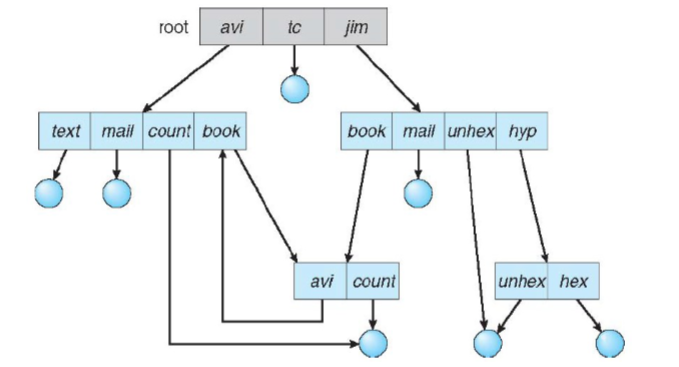 root avi tc jim
text mail count book book mail unhex hyp
avi count unhex hex